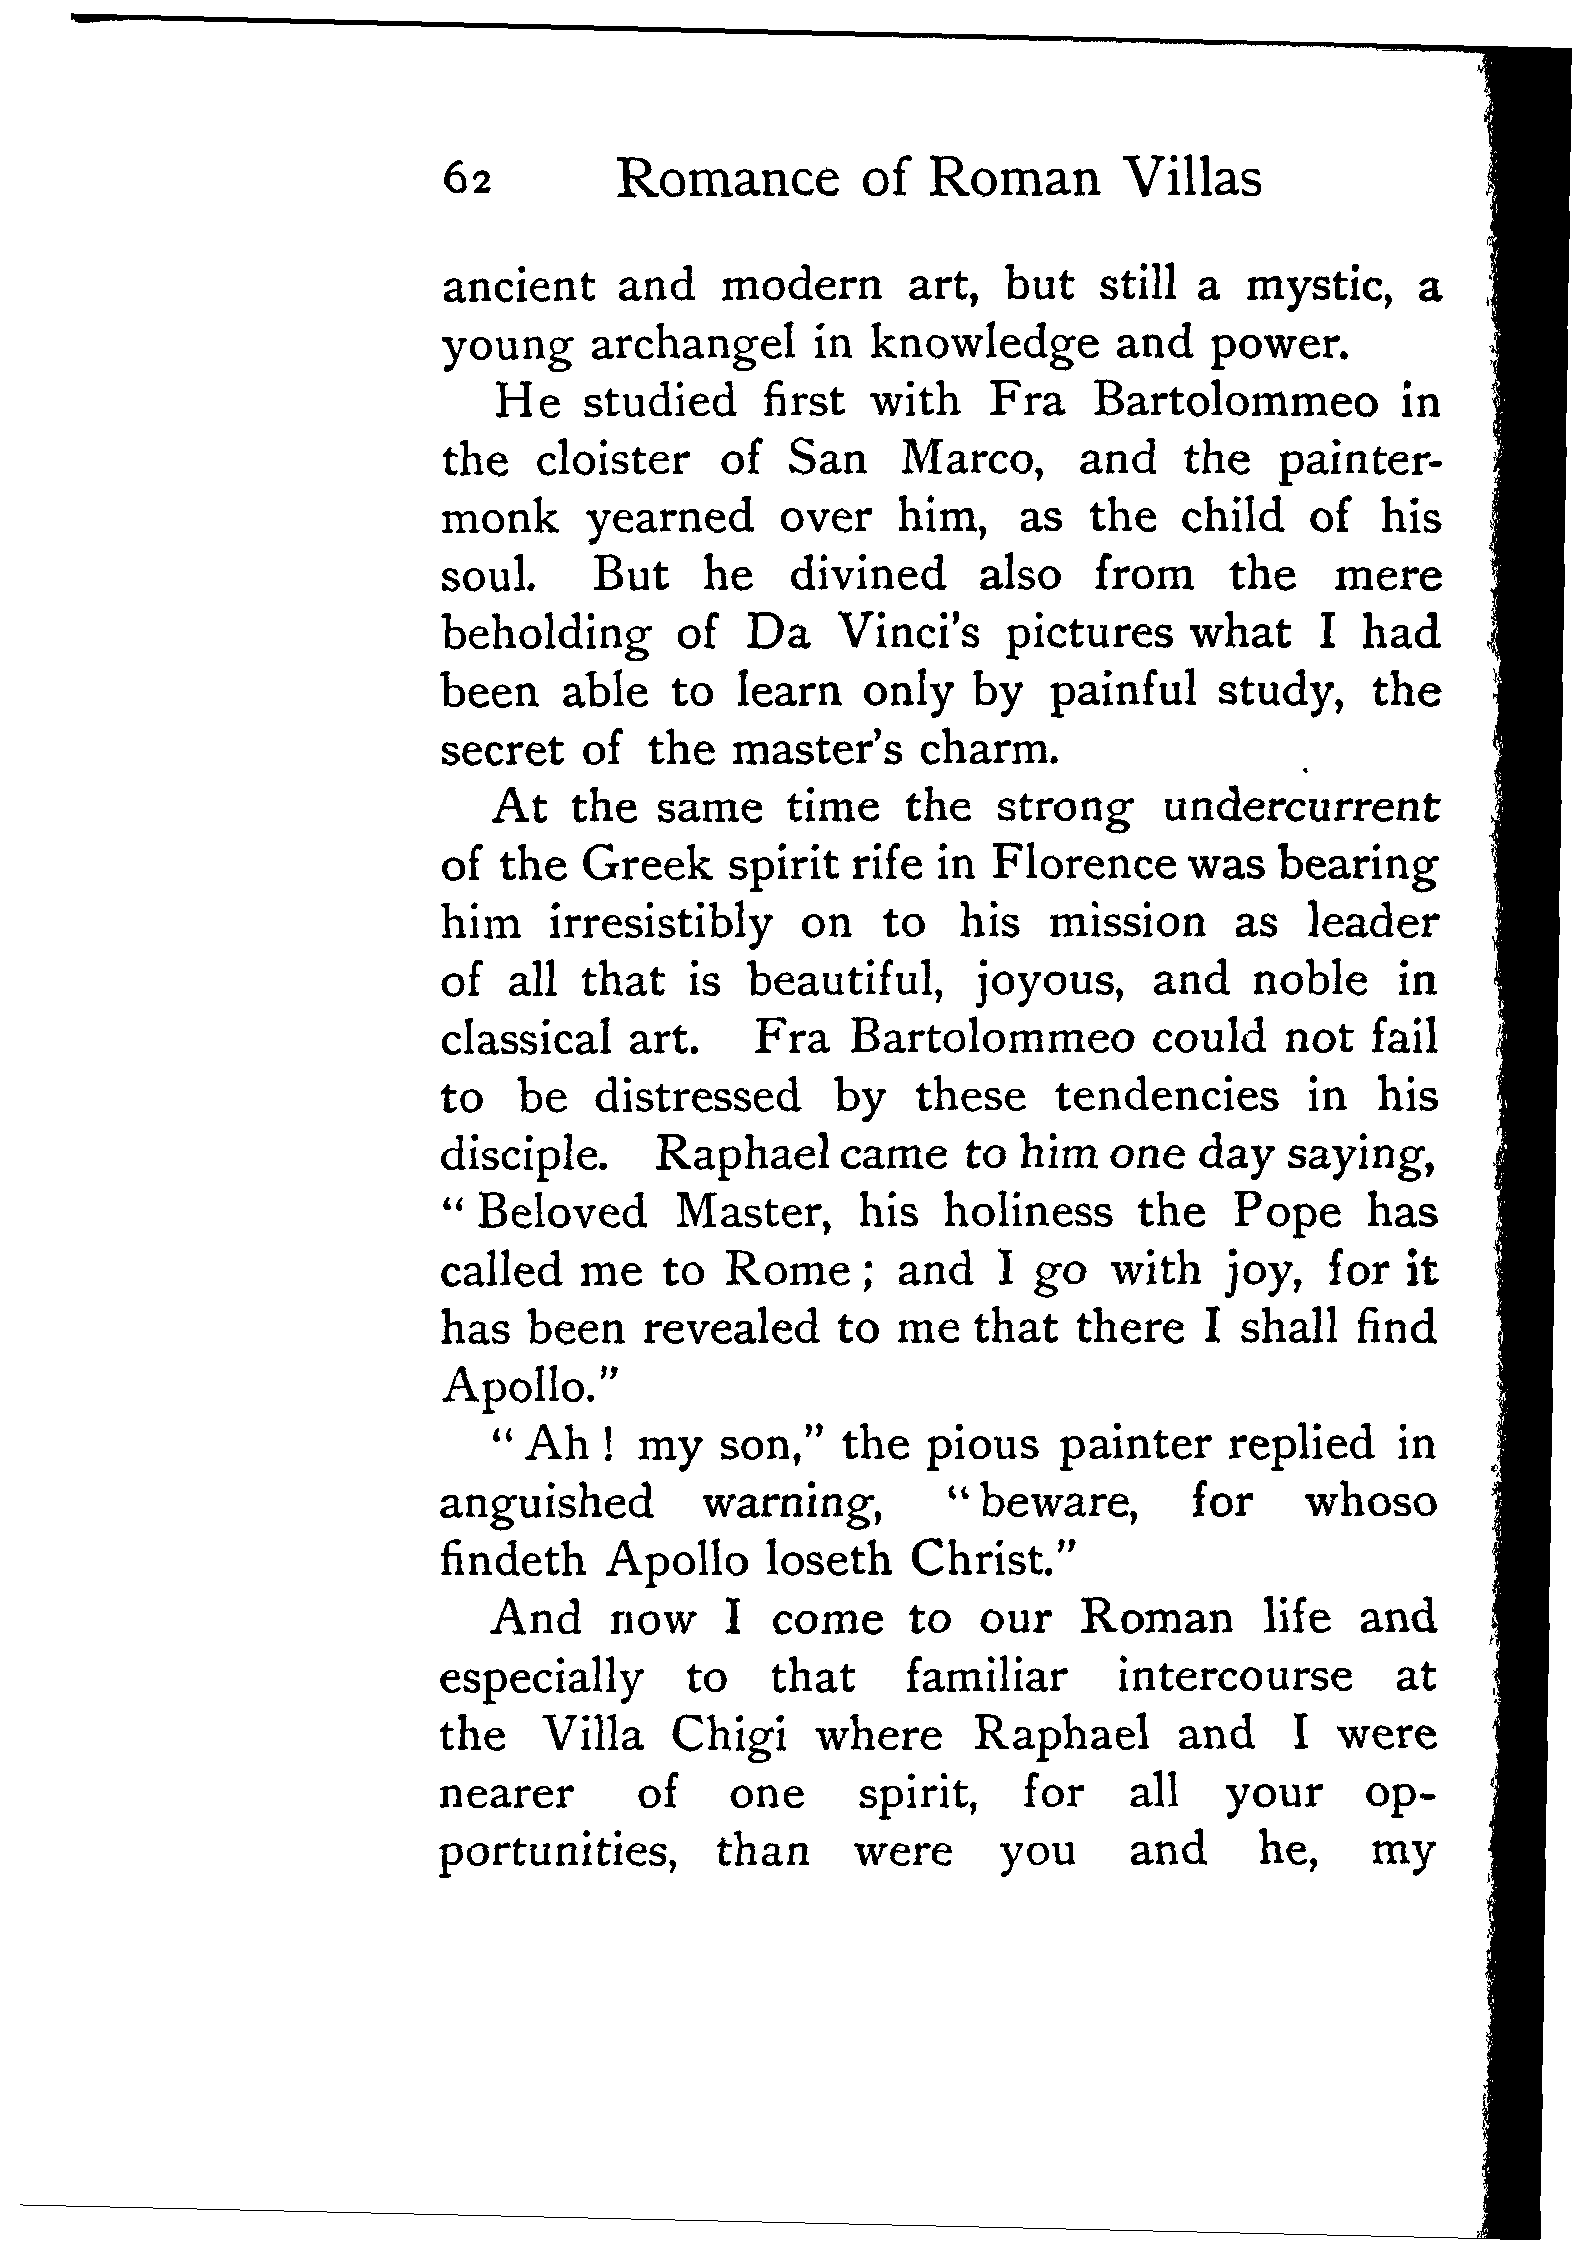 62 Romance of Roman Villas
ancient and modern art, but still a mystic, a
young archangel in knowledge and power.
He studied first with Fra Bartolommeo in
the cloister of San Marco, and the painter-
monk yearned over him, as the child of his
soul. But he divined also from the mere
beholding of Da Vinci's pictures what I had
been able to learn only by painful study, the
secret of the master's charm.
At the same time the strong undercurrent
of the Greek spirit rife in Florence was bearing
him irresistibly on to his mission as leader
of all that is beautiful, joyous, and noble in
classical art. Fra Bartolommeo could not fail
to be distressed by these tendencies in his
disciple. Raphael came to him one day saying,
“ Beloved Master, his holiness the Pope has
called me to Rome ; and I go with joy, for it
has been revealed to me that there I shall find
Apollo.”
“ Ah ! my son,” the pious painter replied in
anguished warning, “ beware, for whoso
findeth Apollo loseth Christ.”
And now I come to our Roman life and
especially to that familiar intercourse at
the Villa Chigi where Raphael and I were
nearer of one spirit, for all your op-
portunities, than were you and he, my